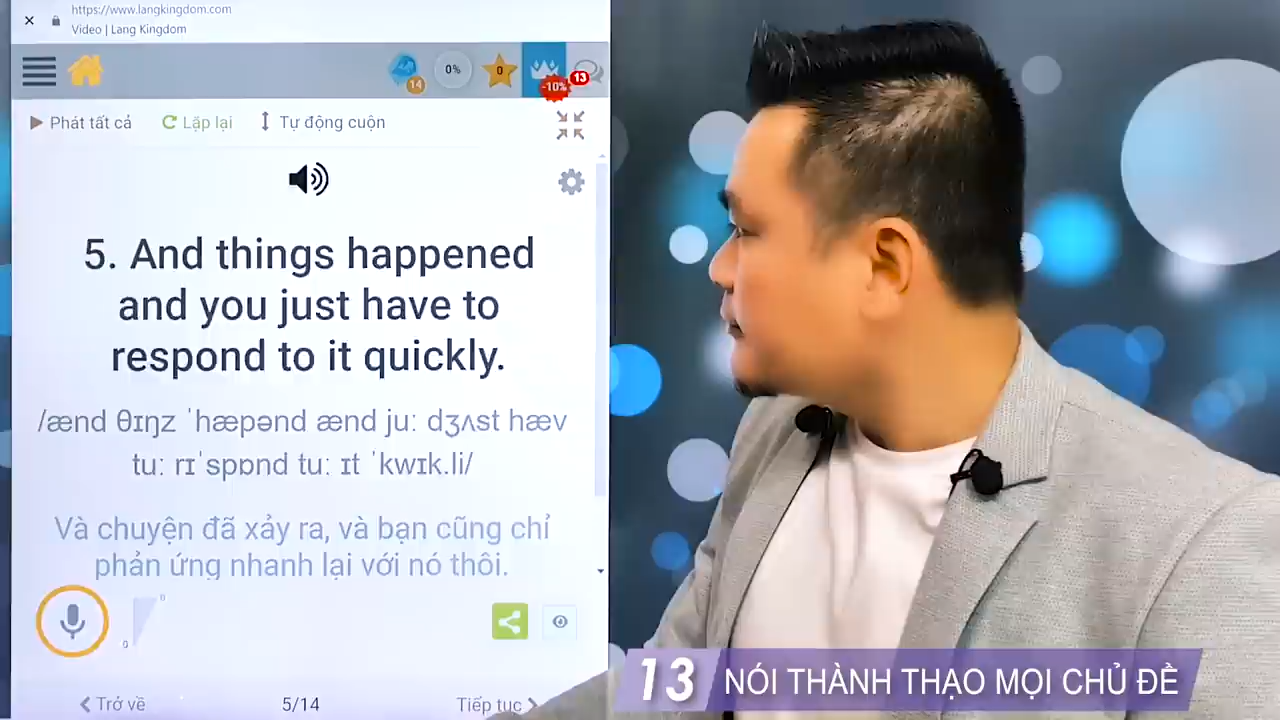 https://www.langkingdom.com
Video | Lang Kingdom
14
0%
0
-10%
13
Phát tất cả
Lặp lại
Tự động cuộn
5. And things happened
and you just have to
respond to it quickly.
/ænd θɪŋz ˈhæpənd ænd juː dʒʌst hæv
tuː rɪˈspɒnd tuː ɪt ˈkwɪk.li/
Và chuyện đã xảy ra, và bạn cũng chỉ
phản ứng nhanh lại với nó thôi.
0
0
Trở về
5/14
Tiếp tục
13 NÓI THÀNH THẠO MỌI CHỦ ĐỀ